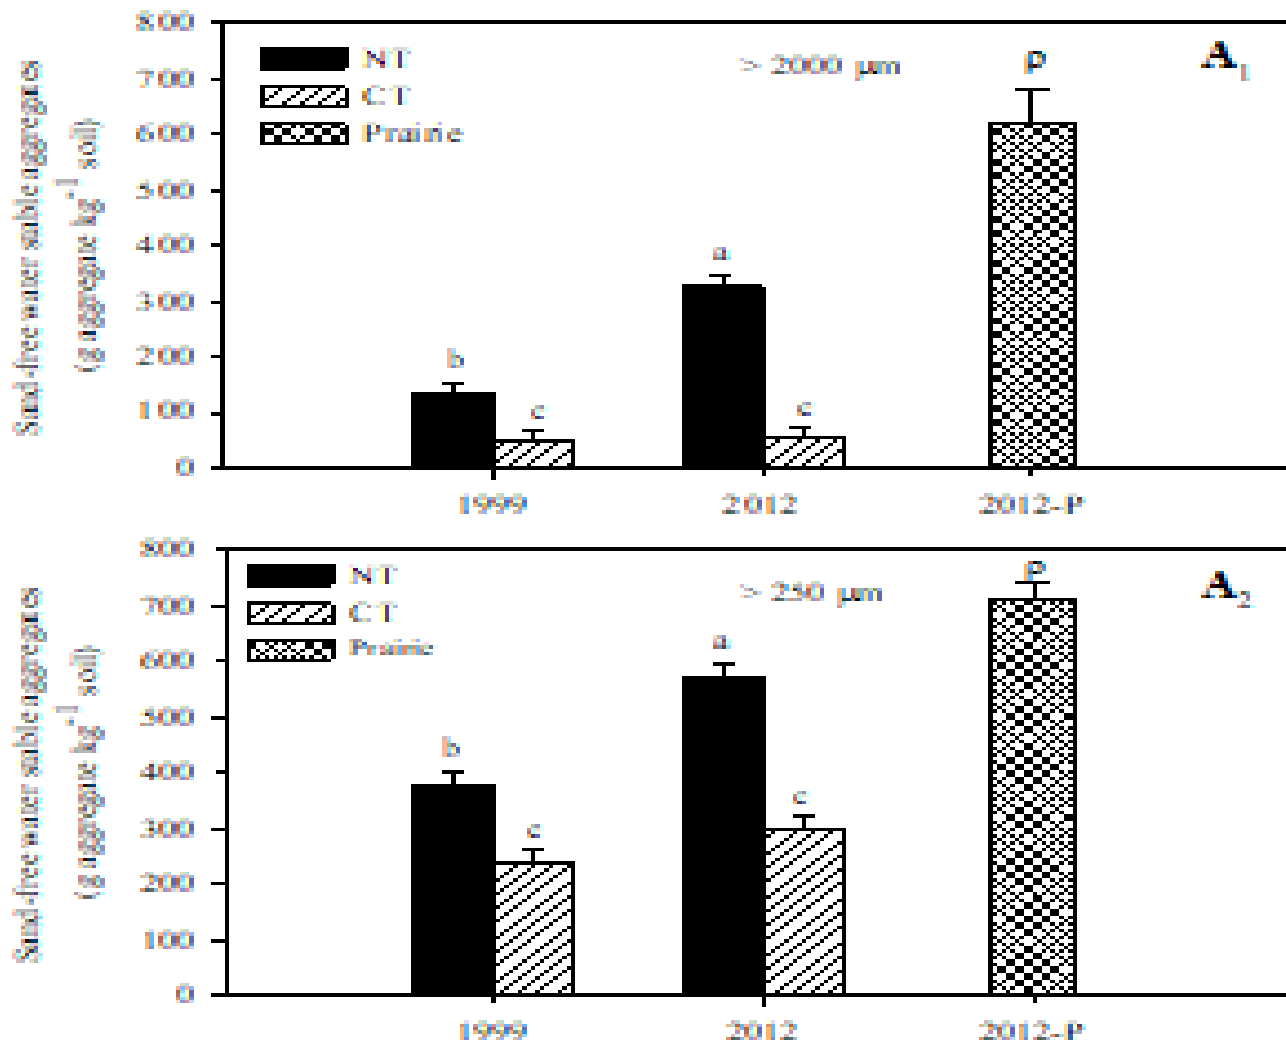 Sand-free water stable aggregates
(g aggregate kg⁻¹ soil)
800
700
600
500
400
300
200
100
0
NT
CT
Prairie
> 2000 μm
A₁
b
c
a
c
P
1999
2012
2012-P
Sand-free water stable aggregates
(g aggregate kg⁻¹ soil)
800
700
600
500
400
300
200
100
0
NT
CT
Prairie
> 250 μm
A₂
b
c
a
c
P
1999
2012
2012-P